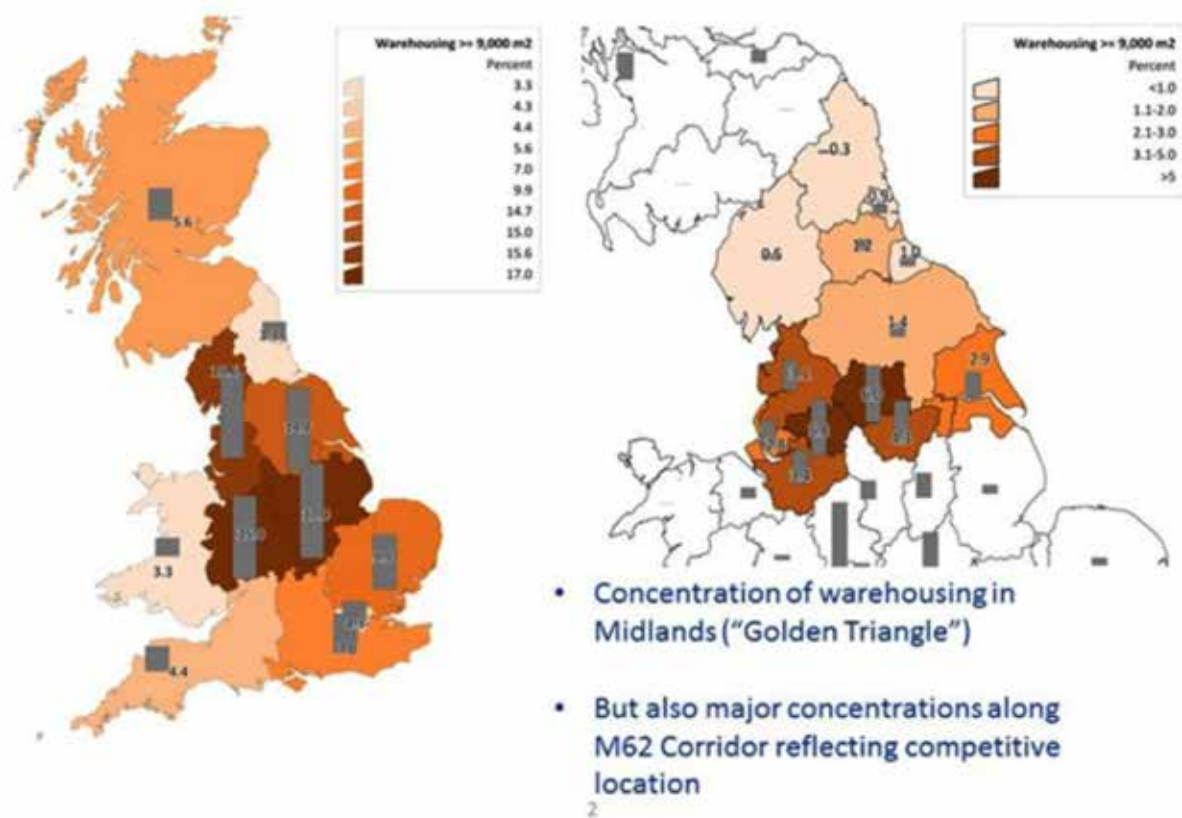 Warehousing >= 9,000 m2
Percent
3.3
4.3
4.4
5.6
7.0
9.9
14.7
15.0
15.6
17.0
5.6
3.3
4.4
Warehousing >= 9,000 m2
Percent
<1.0
1.1-2.0
2.1-3.0
3.1-5.0
>5
0.3
1.4
2.9
• Concentration of warehousing in
Midlands (“Golden Triangle”)
• But also major concentrations along
M62 Corridor reflecting competitive
location
2